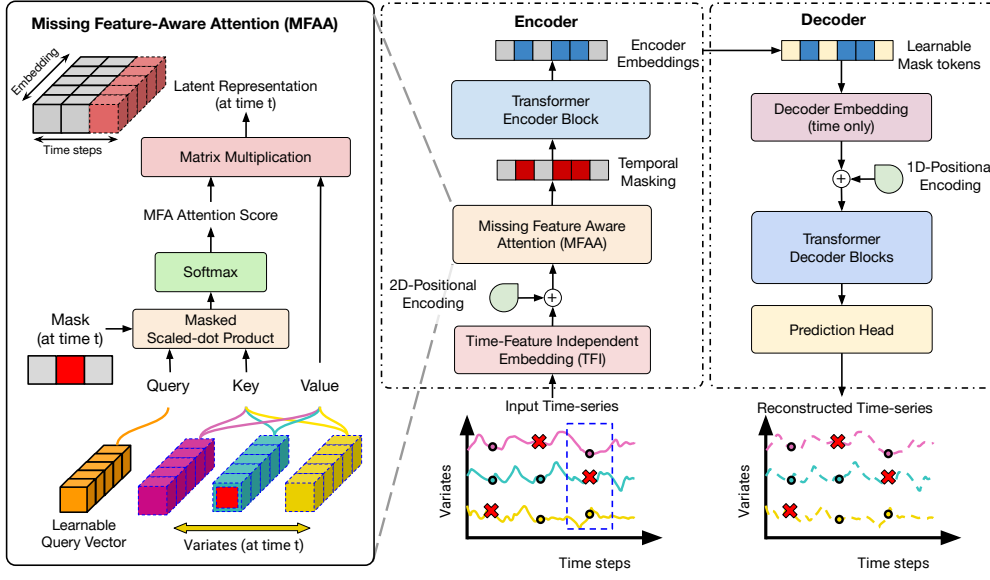 Missing Feature-Aware Attention (MFAA)
Embedding
Time steps
Latent Representation
(at time t)
Matrix Multiplication
MFA Attention Score
Softmax
Mask
(at time t)
Masked
Scaled-dot Product
Query
Key
Value
Learnable
Query Vector
Variates (at time t)
Encoder
Encoder
Embeddings
Transformer
Encoder Block
Temporal
Masking
Missing Feature Aware
Attention (MFAA)
2D-Positional
Encoding
+
Time-Feature Independent
Embedding (TFI)
Input Time-series
Variates
Time steps
Decoder
Learnable
Mask tokens
Decoder Embedding
(time only)
+
1D-Positional
Encoding
Transformer
Decoder Blocks
Prediction Head
Reconstructed Time-series
Variates
Time steps